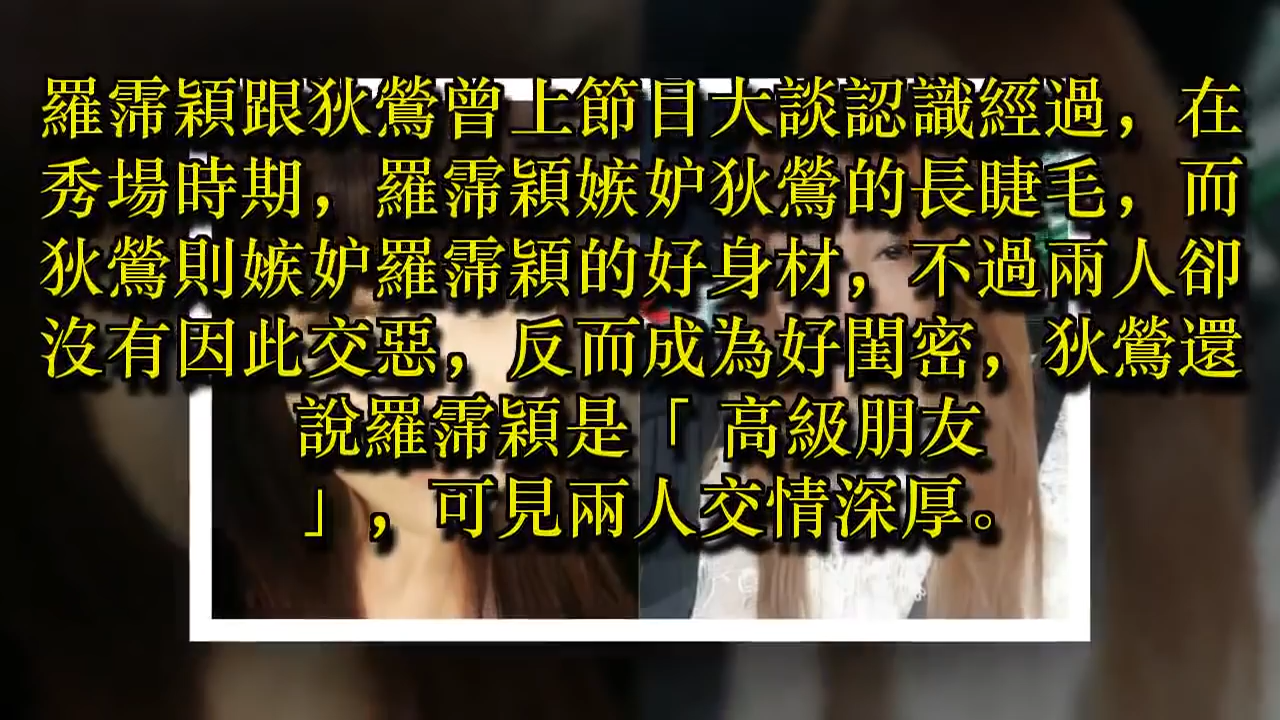 羅霈穎跟狄鶯曾上節目大談認識經過，在
秀場時期，羅霈穎嫉妒狄鶯的長睫毛，而
狄鶯則嫉妒羅霈穎的好身材，不過兩人卻
沒有因此交惡，反而成為好閨密，狄鶯還
說羅霈穎是「 高級朋友
」，可見兩人交情深厚。